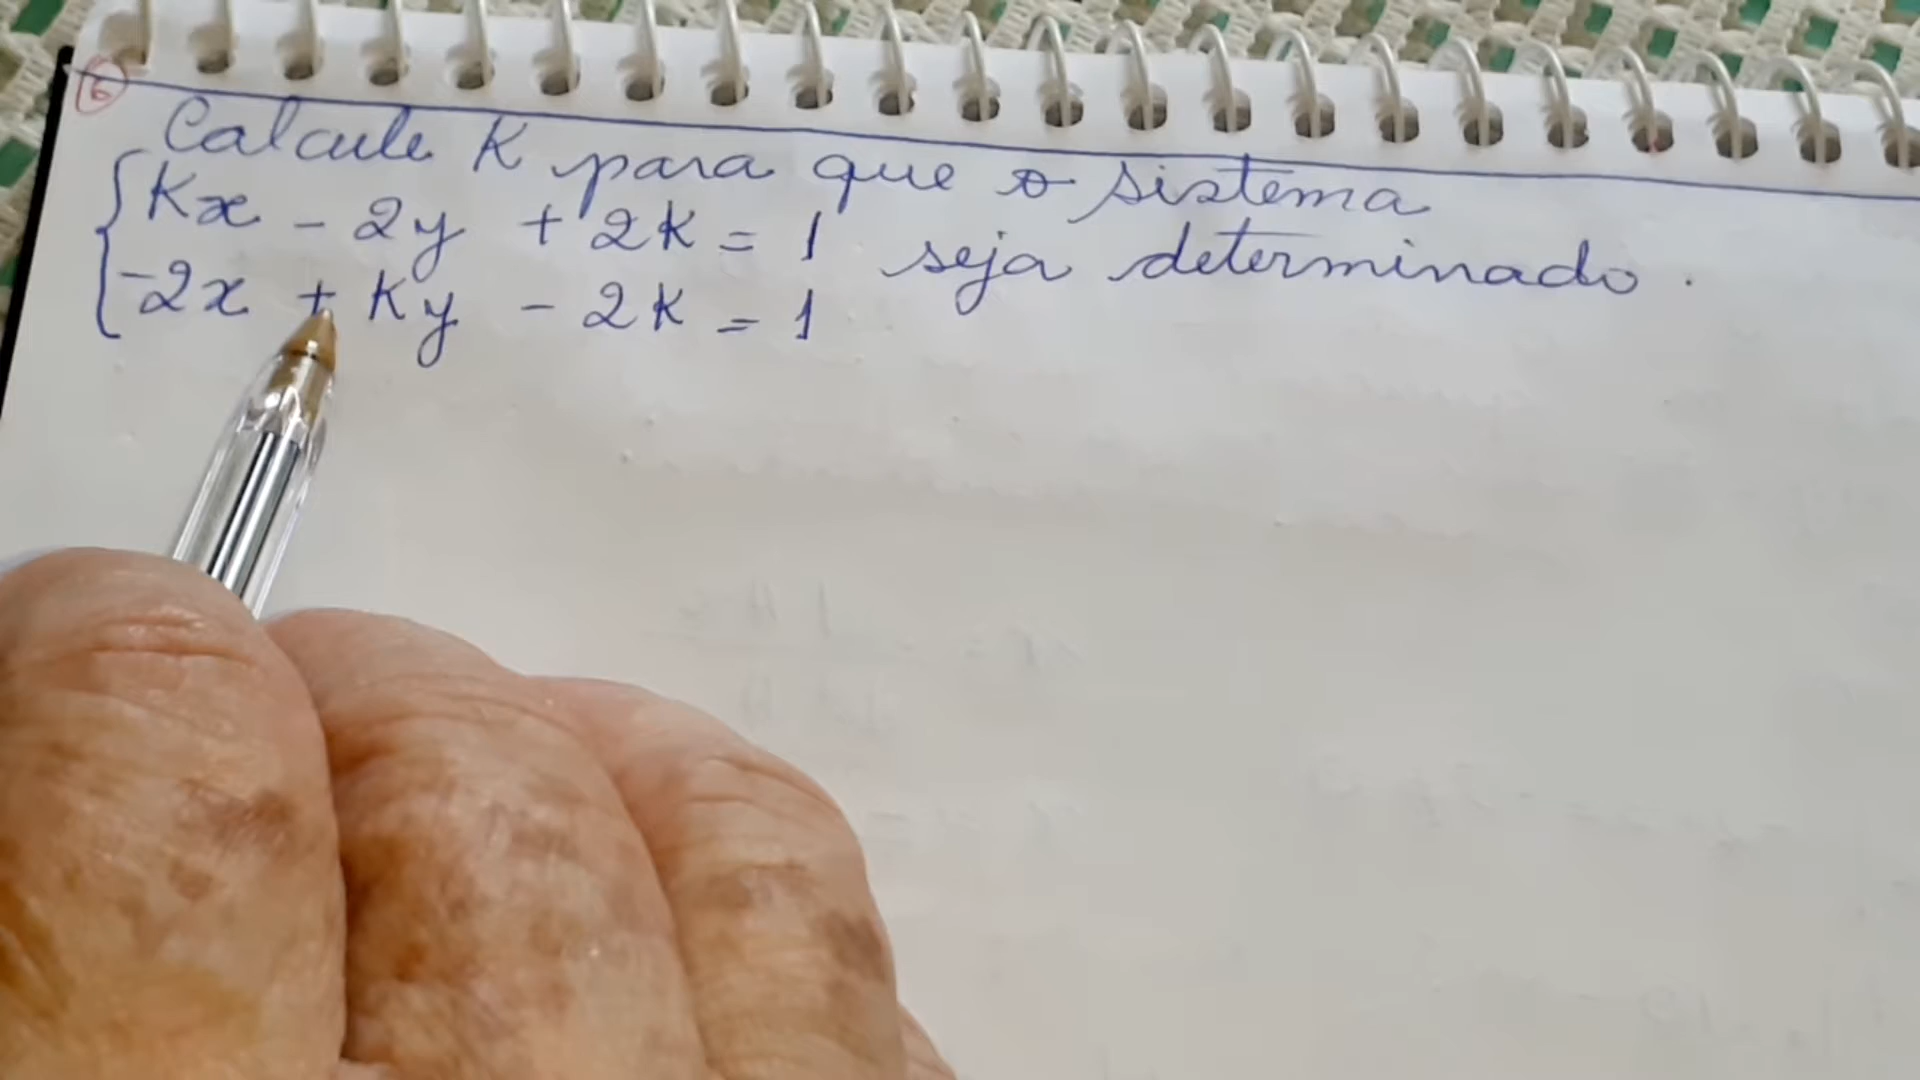 6
Calcule K para que o sistema
Kx - 2y + 2k = 1 seja determinado.
-2x + Ky - 2k = 1